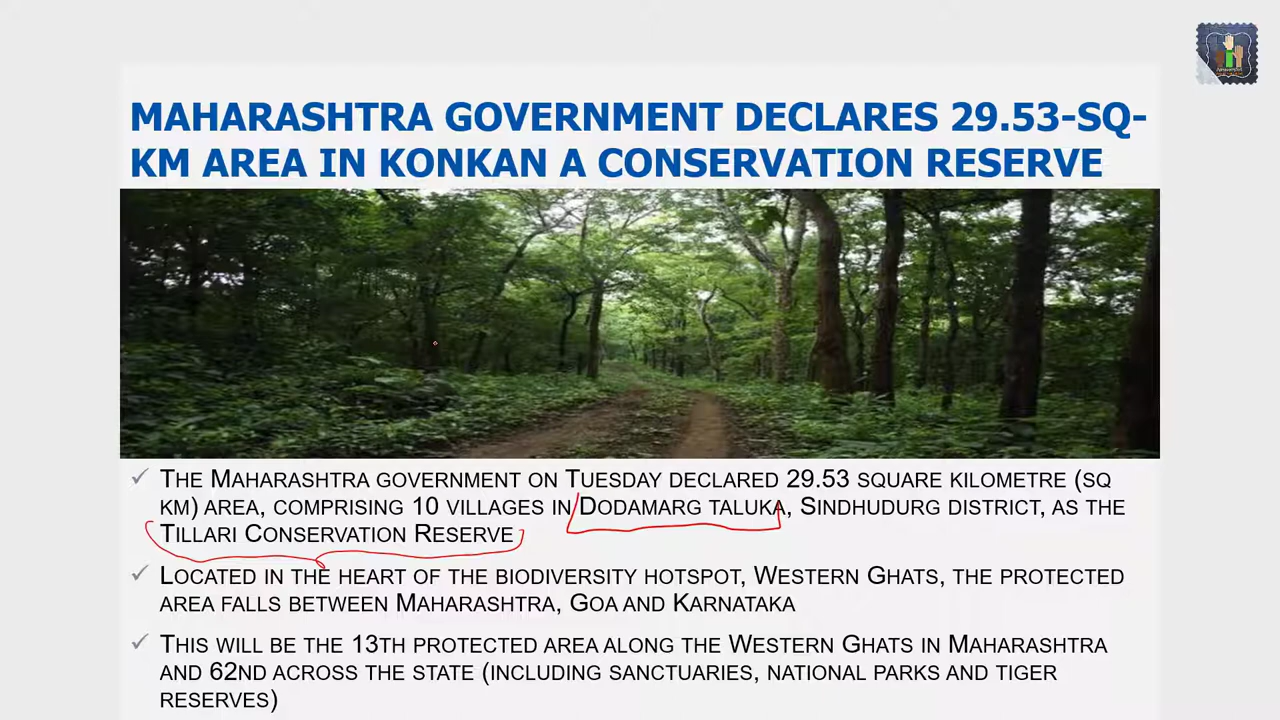 MAHARASHTRA GOVERNMENT DECLARES 29.53-SQ-
KM AREA IN KONKAN A CONSERVATION RESERVE
✓ THE MAHARASHTRA GOVERNMENT ON TUESDAY DECLARED 29.53 SQUARE KILOMETRE (SQ
KM) AREA, COMPRISING 10 VILLAGES IN DODAMARG TALUKA, SINDHUDURG DISTRICT, AS THE
TILLARI CONSERVATION RESERVE
✓ LOCATED IN THE HEART OF THE BIODIVERSITY HOTSPOT, WESTERN GHATS, THE PROTECTED
AREA FALLS BETWEEN MAHARASHTRA, GOA AND KARNATAKA
✓ THIS WILL BE THE 13TH PROTECTED AREA ALONG THE WESTERN GHATS IN MAHARASHTRA
AND 62ND ACROSS THE STATE (INCLUDING SANCTUARIES, NATIONAL PARKS AND TIGER
RESERVES)